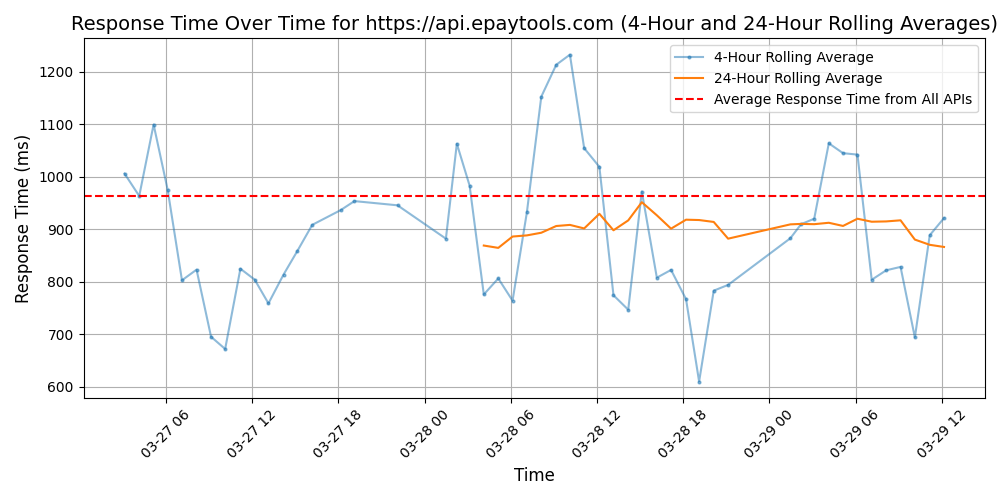 Response Time Over Time for https://api.epaytools.com (4-Hour and 24-Hour Rolling Averages)
4-Hour Rolling Average
24-Hour Rolling Average
Average Response Time from All APIs
Response Time (ms)
1200
1100
1000
900
800
700
600
03-27 06
03-27 12
03-27 18
03-28 00
03-28 06
03-28 12
03-28 18
03-29 00
03-29 06
03-29 12
Time